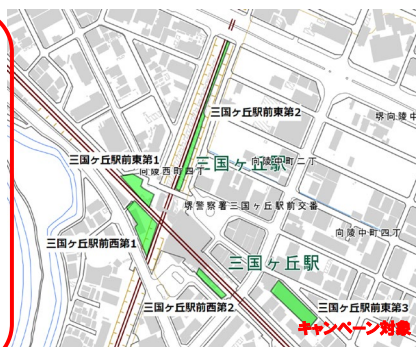 三国ヶ丘駅前東第2
堺向陵中
三国ヶ丘駅前東第1
三国ヶ丘駅
向陵中町二丁
向陵西町四丁
堺警察署三国ヶ丘駅前交番
向陵中町四丁
三国ヶ丘駅前西第1
三国ヶ丘駅
三国ヶ丘駅前西第2
三国ヶ丘駅前東第3
キャンペーン対象